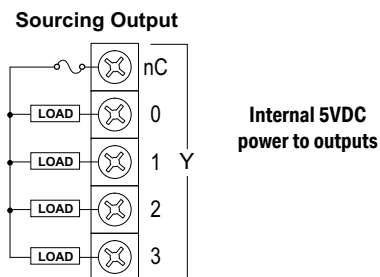 Sourcing Output
nC
LOAD 0
LOAD 1 Y
LOAD 2
LOAD 3
Internal 5VDC
power to outputs